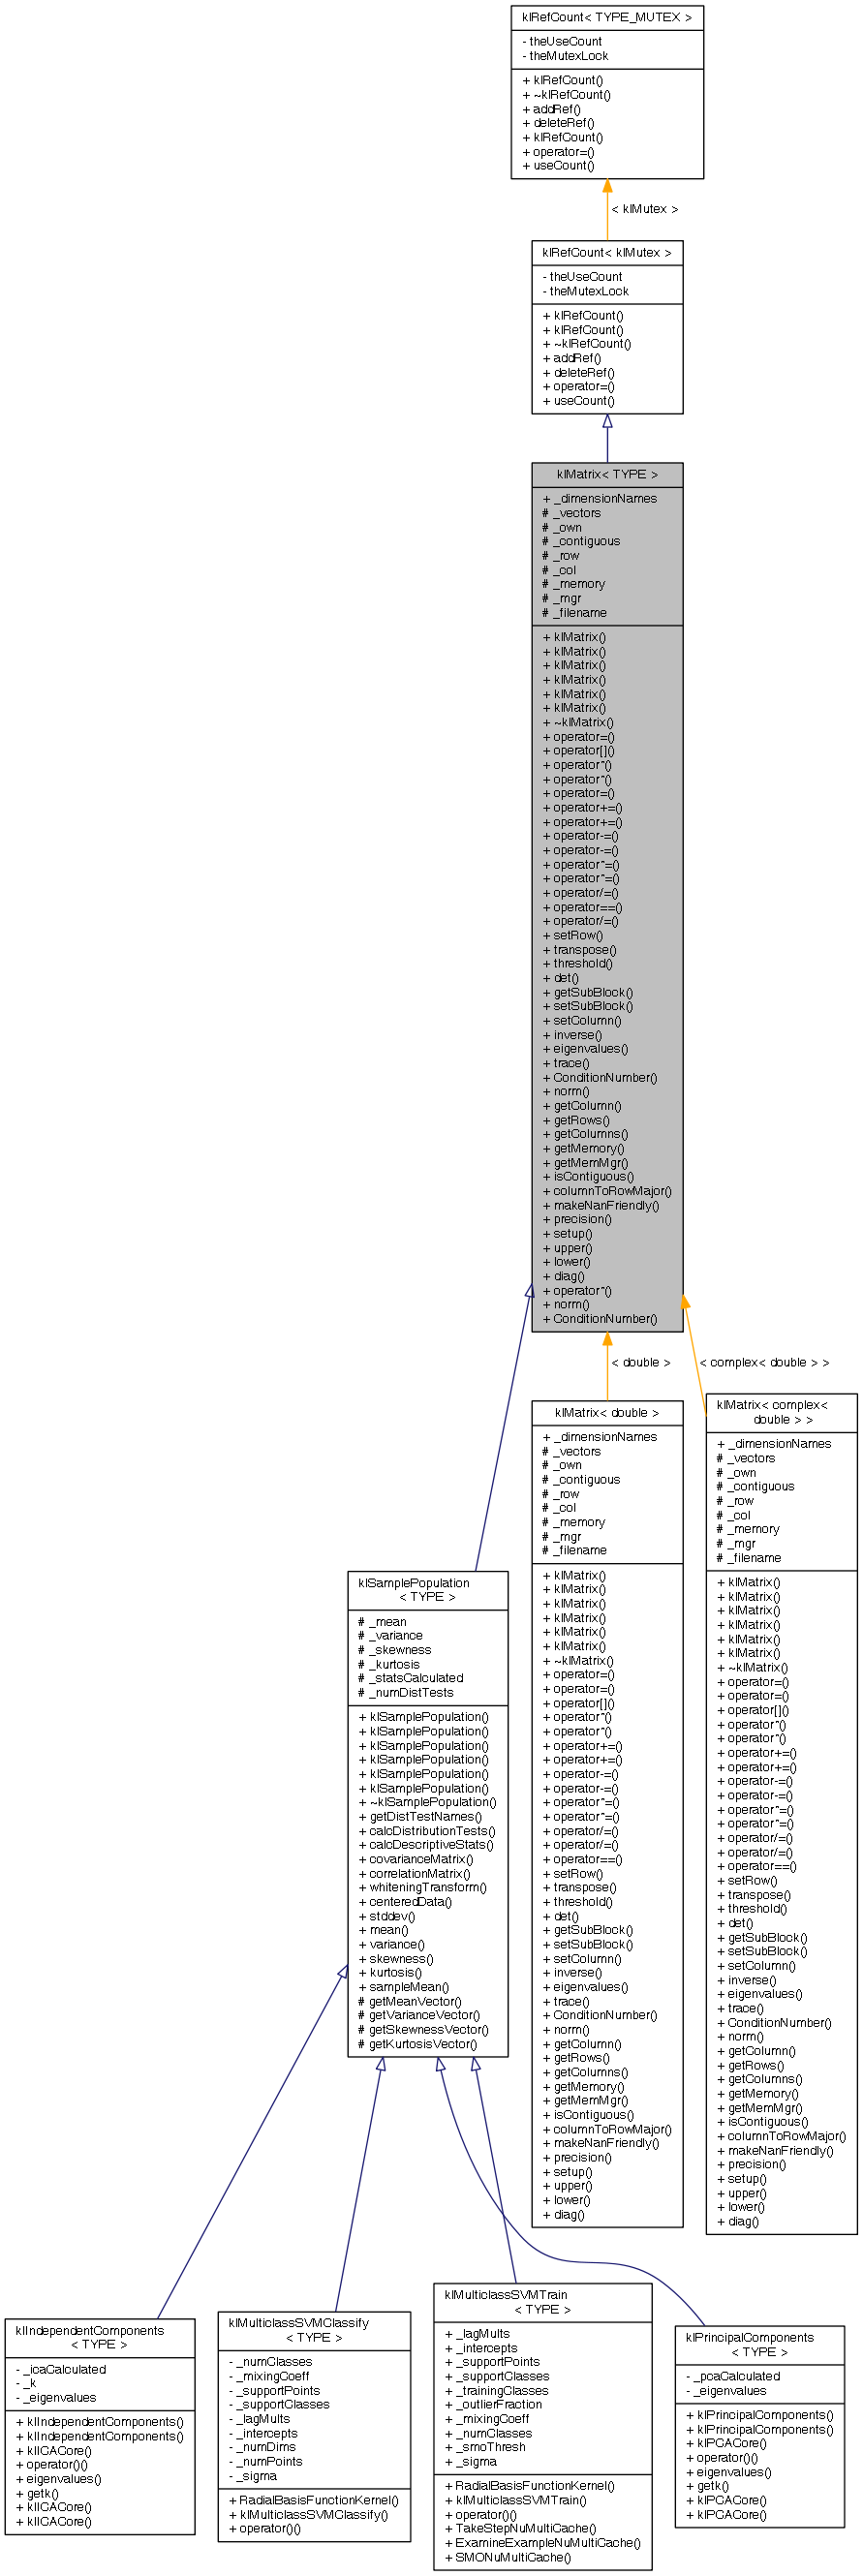 klRefCount< TYPE_MUTEX >
- theUseCount
- theMutexLock
+ klRefCount()
+ ~klRefCount()
+ addRef()
+ deleteRef()
+ klRefCount()
+ operator=()
+ useCount()
< klMutex >
klRefCount< klMutex >
- theUseCount
- theMutexLock
+ klRefCount()
+ klRefCount()
+ ~klRefCount()
+ addRef()
+ deleteRef()
+ operator=()
+ useCount()
klMatrix< TYPE >
+ _dimensionNames
# _vectors
# _own
# _contiguous
# _row
# _col
# _memory
# _mgr
# _filename
+ klMatrix()
+ klMatrix()
+ klMatrix()
+ klMatrix()
+ klMatrix()
+ klMatrix()
+ ~klMatrix()
+ operator=()
+ operator[]()
+ operator*()
+ operator*()
+ operator=()
+ operator+=()
+ operator+=()
+ operator-=()
+ operator-=()
+ operator*=()
+ operator*=()
+ operator/=()
+ operator==()
+ operator/=()
+ setRow()
+ transpose()
+ threshold()
+ det()
+ getSubBlock()
+ setSubBlock()
+ setColumn()
+ inverse()
+ eigenvalues()
+ trace()
+ ConditionNumber()
+ norm()
+ getColumn()
+ getRows()
+ getColumns()
+ getMemory()
+ getMemMgr()
+ isContiguous()
+ columnToRowMajor()
+ makeNanFriendly()
+ precision()
+ setup()
+ upper()
+ lower()
+ diag()
+ operator*()
+ norm()
+ ConditionNumber()
< double >
< complex< double > >
klMatrix< double >
+ _dimensionNames
# _vectors
# _own
# _contiguous
# _row
# _col
# _memory
# _mgr
# _filename
+ klMatrix()
+ klMatrix()
+ klMatrix()
+ klMatrix()
+ klMatrix()
+ klMatrix()
+ ~klMatrix()
+ operator=()
+ operator=()
+ operator[]()
+ operator*()
+ operator*()
+ operator+=()
+ operator+=()
+ operator-=()
+ operator-=()
+ operator*=()
+ operator*=()
+ operator/=()
+ operator/=()
+ operator==()
+ setRow()
+ transpose()
+ threshold()
+ det()
+ getSubBlock()
+ setSubBlock()
+ setColumn()
+ inverse()
+ eigenvalues()
+ trace()
+ ConditionNumber()
+ norm()
+ getColumn()
+ getRows()
+ getColumns()
+ getMemory()
+ getMemMgr()
+ isContiguous()
+ columnToRowMajor()
+ makeNanFriendly()
+ precision()
+ setup()
+ upper()
+ lower()
+ diag()
klMatrix< complex<
double > >
+ _dimensionNames
# _vectors
# _own
# _contiguous
# _row
# _col
# _memory
# _mgr
# _filename
+ klMatrix()
+ klMatrix()
+ klMatrix()
+ klMatrix()
+ klMatrix()
+ klMatrix()
+ ~klMatrix()
+ operator=()
+ operator=()
+ operator[]()
+ operator*()
+ operator*()
+ operator+=()
+ operator+=()
+ operator-=()
+ operator-=()
+ operator*=()
+ operator*=()
+ operator/=()
+ operator/=()
+ operator==()
+ setRow()
+ transpose()
+ threshold()
+ det()
+ getSubBlock()
+ setSubBlock()
+ setColumn()
+ inverse()
+ eigenvalues()
+ trace()
+ ConditionNumber()
+ norm()
+ getColumn()
+ getRows()
+ getColumns()
+ getMemory()
+ getMemMgr()
+ isContiguous()
+ columnToRowMajor()
+ makeNanFriendly()
+ precision()
+ setup()
+ upper()
+ lower()
+ diag()
klSamplePopulation
< TYPE >
# _mean
# _variance
# _skewness
# _kurtosis
# _statsCalculated
# _numDistTests
+ klSamplePopulation()
+ klSamplePopulation()
+ klSamplePopulation()
+ klSamplePopulation()
+ klSamplePopulation()
+ klSamplePopulation()
+ ~klSamplePopulation()
+ getDistTestNames()
+ calcDistributionTests()
+ calcDescriptiveStats()
+ covarianceMatrix()
+ correlationMatrix()
+ whiteningTransform()
+ centeredData()
+ stddev()
+ mean()
+ variance()
+ skewness()
+ kurtosis()
+ sampleMean()
# getMeanVector()
# getVarianceVector()
# getSkewnessVector()
# getKurtosisVector()
klIndependentComponents
< TYPE >
- _icaCalculated
- _k
- _eigenvalues
+ klIndependentComponents()
+ klIndependentComponents()
+ klICACore()
+ operator()()
+ eigenvalues()
+ getk()
+ klICACore()
+ klICACore()
klMulticlassSVMClassify
< TYPE >
- _numClasses
- _mixingCoeff
- _supportPoints
- _supportClasses
- _lagMults
- _intercepts
- _numDims
- _numPoints
- _sigma
+ RadialBasisFunctionKernel()
+ klMulticlassSVMClassify()
+ operator()()
klMulticlassSVMTrain
< TYPE >
+ _lagMults
+ _intercepts
+ _supportPoints
+ _supportClasses
+ _trainingClasses
+ _outlierFraction
+ _mixingCoeff
+ _numClasses
+ _smoThresh
+ _sigma
+ RadialBasisFunctionKernel()
+ klMulticlassSVMTrain()
+ operator()()
+ TakeStepNuMultiCache()
+ ExamineExampleNuMultiCache()
+ SMONuMultiCache()
klPrincipalComponents
< TYPE >
- _pcaCalculated
- _eigenvalues
+ klPrincipalComponents()
+ klPrincipalComponents()
+ klPCACore()
+ operator()()
+ eigenvalues()
+ getk()
+ klPCACore()
+ klPCACore()